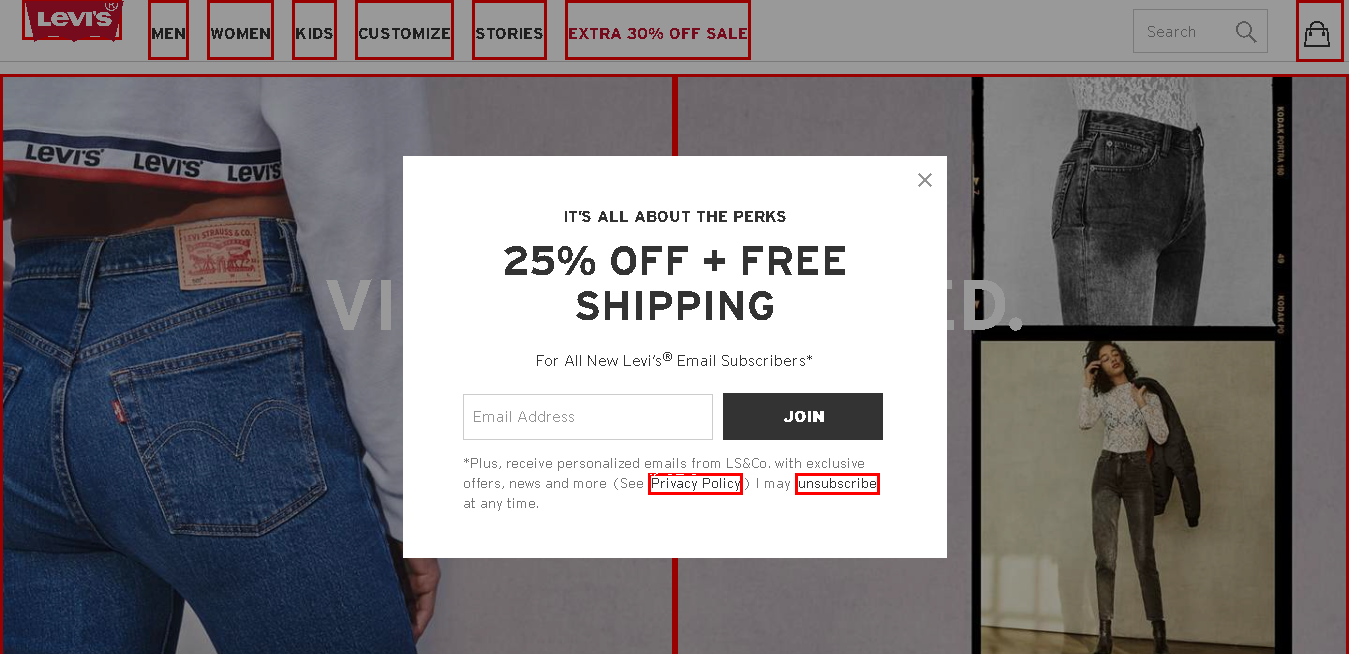 Levi's®
MEN WOMEN KIDS CUSTOMIZE STORIES EXTRA 30% OFF SALE
Search
Levi's Levi's Levi's
LEVI STRAUSS & CO.
KODAK PORTRA 160
49
KODAK PO
VI
ED.
IT'S ALL ABOUT THE PERKS
25% OFF + FREE
SHIPPING
For All New Levi's® Email Subscribers*
Email Address
JOIN
*Plus, receive personalized emails from LS&Co. with exclusive
offers, news and more (See Privacy Policy) I may unsubscribe
at any time.